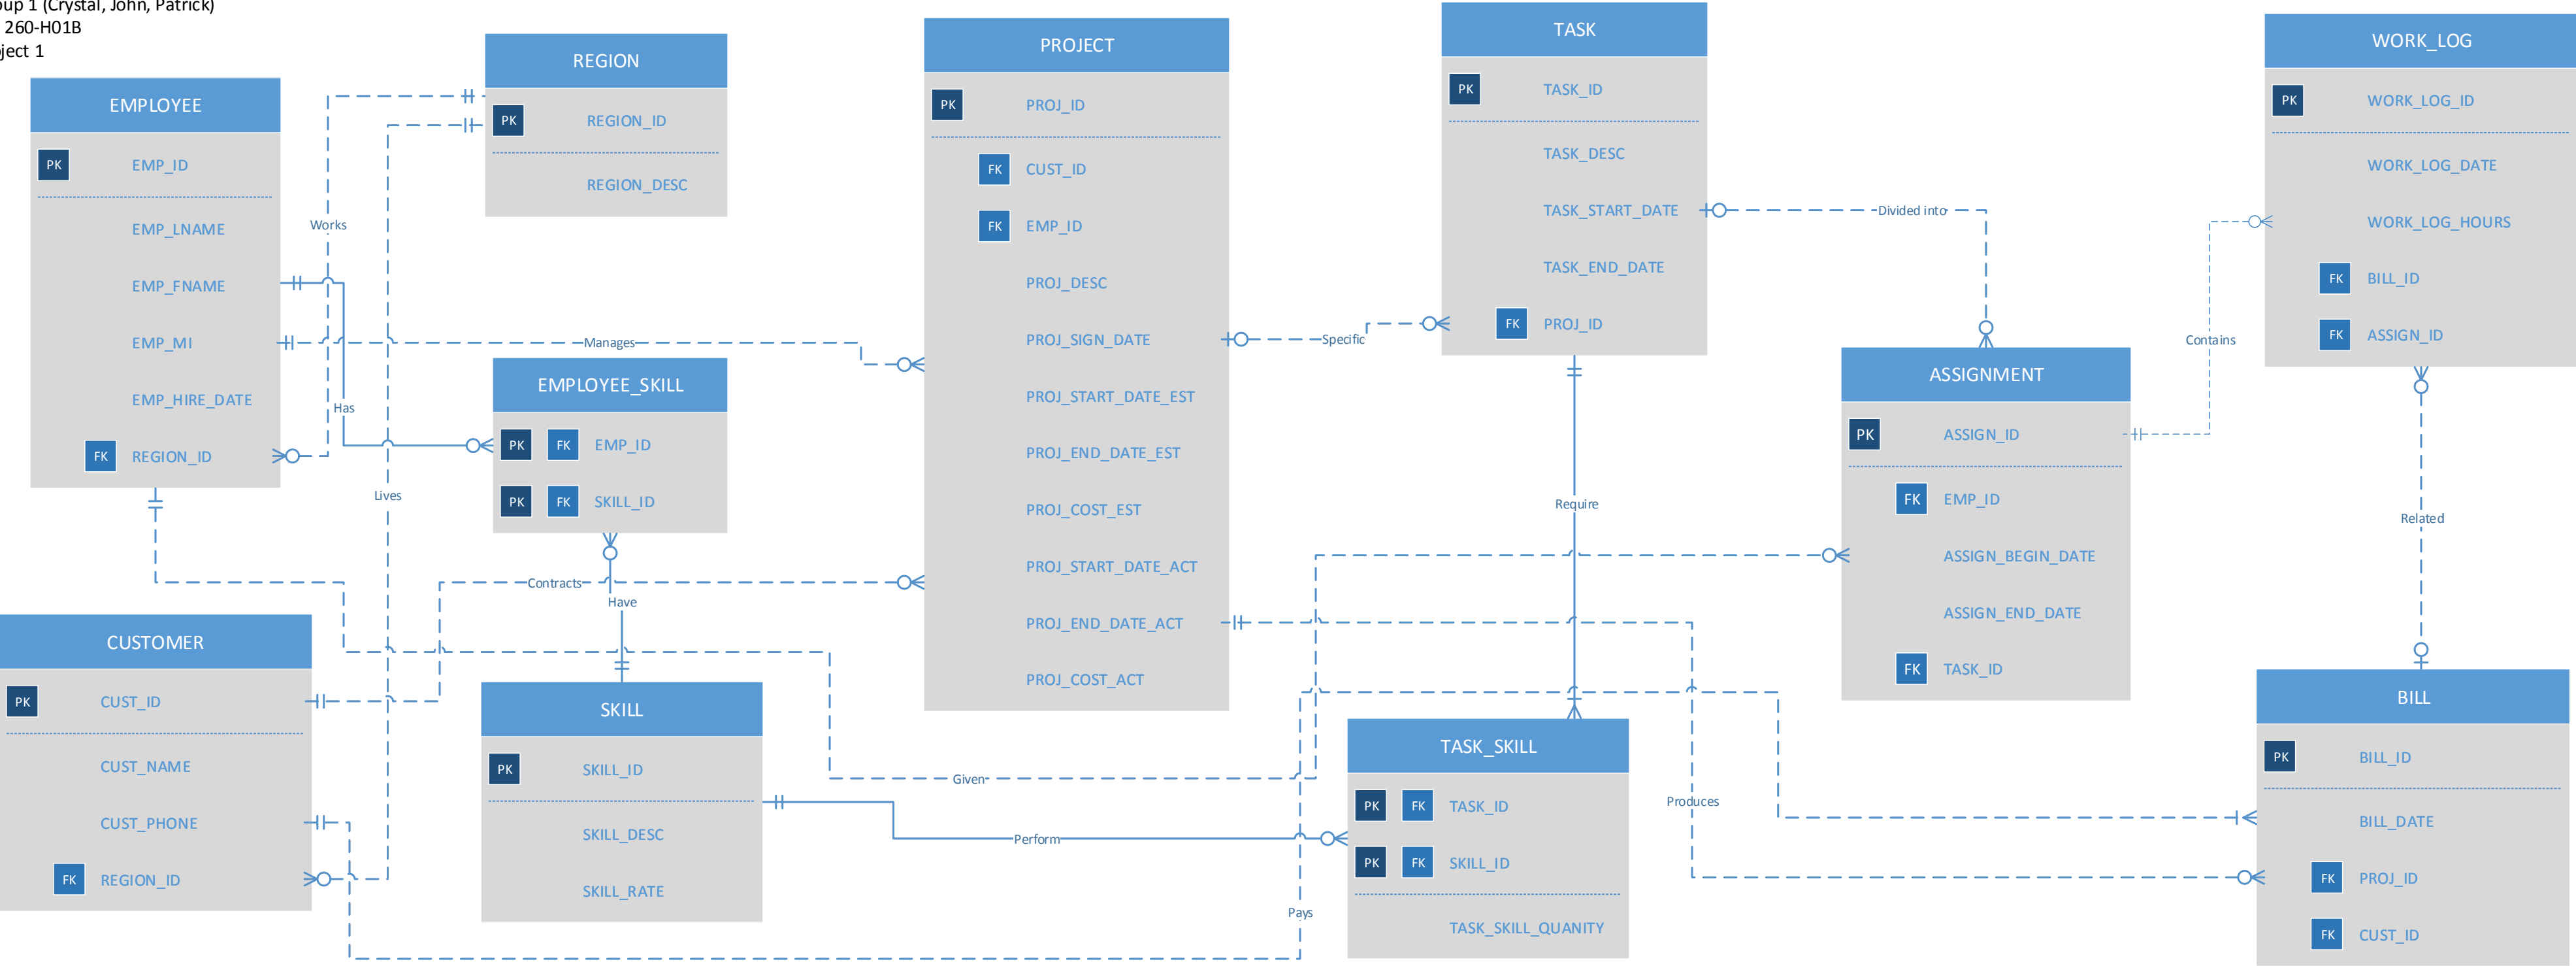 oup 1 (Crystal, John, Patrick)
260-H01B
ject 1
EMPLOYEE
PK EMP_ID
EMP_LNAME
EMP_FNAME
EMP_MI
EMP_HIRE_DATE
FK REGION_ID
REGION
PK REGION_ID
REGION_DESC
Works
Has
Lives
Manages
EMPLOYEE_SKILL
PK FK EMP_ID
PK FK SKILL_ID
Contracts
Have
CUSTOMER
PK CUST_ID
CUST_NAME
CUST_PHONE
FK REGION_ID
SKILL
PK SKILL_ID
SKILL_DESC
SKILL_RATE
PROJECT
PK PROJ_ID
FK CUST_ID
FK EMP_ID
PROJ_DESC
PROJ_SIGN_DATE
PROJ_START_DATE_EST
PROJ_END_DATE_EST
PROJ_COST_EST
PROJ_START_DATE_ACT
PROJ_END_DATE_ACT
PROJ_COST_ACT
Given
Perform
Pays
Specific
TASK
PK TASK_ID
TASK_DESC
TASK_START_DATE
TASK_END_DATE
FK PROJ_ID
Require
Divided into
TASK_SKILL
PK FK TASK_ID
PK FK SKILL_ID
TASK_SKILL_QUANITY
Produces
ASSIGNMENT
PK ASSIGN_ID
FK EMP_ID
ASSIGN_BEGIN_DATE
ASSIGN_END_DATE
FK TASK_ID
Contains
WORK_LOG
PK WORK_LOG_ID
WORK_LOG_DATE
WORK_LOG_HOURS
FK BILL_ID
FK ASSIGN_ID
Related
BILL
PK BILL_ID
BILL_DATE
FK PROJ_ID
FK CUST_ID